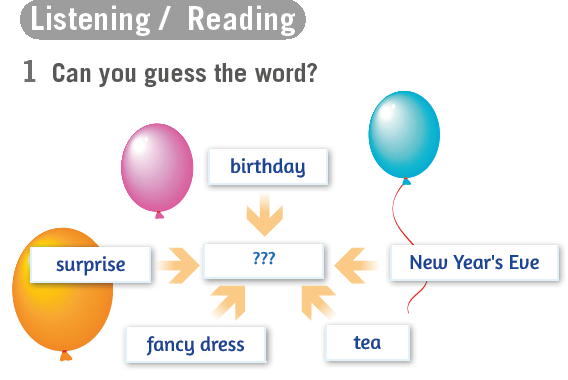 Listening / Reading
1 Can you guess the word?
birthday
surprise
???
New Year's Eve
fancy dress
tea